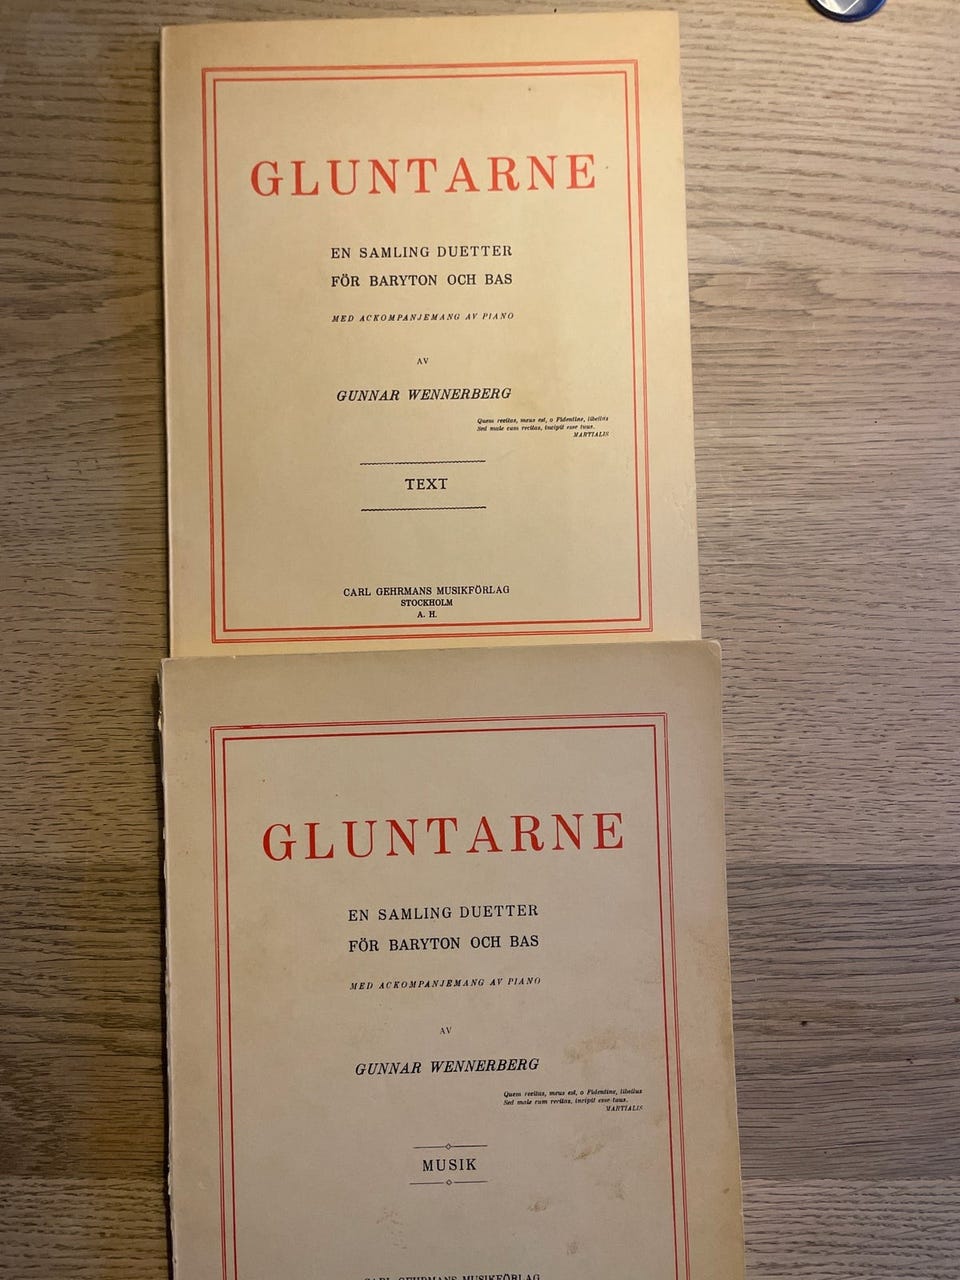 GLUNTARNE
EN SAMLING DUETTER
FÖR BARYTON OCH BAS
MED ACKOMPANJEMANG AV PIANO
AV
GUNNAR WENNERBERG
Quem recitas, meus est, o Fidentine, libellus
Sed male cum recitas, incipit esse tuus.
MARTIALIS
TEXT
CARL GEHRMANS MUSIKFÖRLAG
STOCKHOLM
A. H.
GLUNTARNE
EN SAMLING DUETTER
FÖR BARYTON OCH BAS
MED ACKOMPANJEMANG AV PIANO
AV
GUNNAR WENNERBERG
Quem recitas, meus est, o Fidentine, libellus
Sed male cum recitas, incipit esse tuus.
MARTIALIS
MUSIK
CARL GEHRMANS MUSIKFÖRLAG